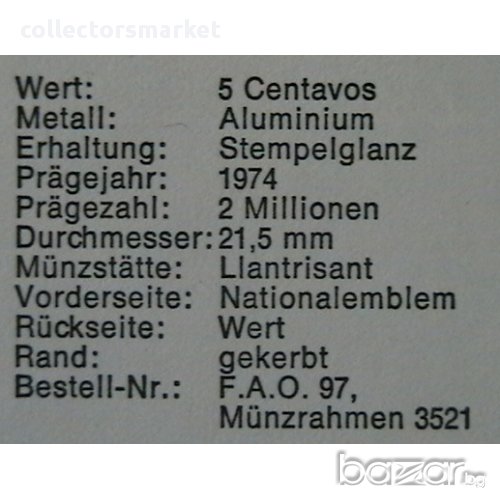 collectorsmarket
Wert: 5 Centavos
Metall: Aluminium
Erhaltung: Stempelglanz
Prägejahr: 1974
Prägezahl: 2 Millionen
Durchmesser: 21,5 mm
Münzstätte: Llantrisant
Vorderseite: Nationalemblem
Rückseite: Wert
Rand: gekerbt
Bestell-Nr.: F.A.O. 97,
Münzrahmen 3521
bazar.bg